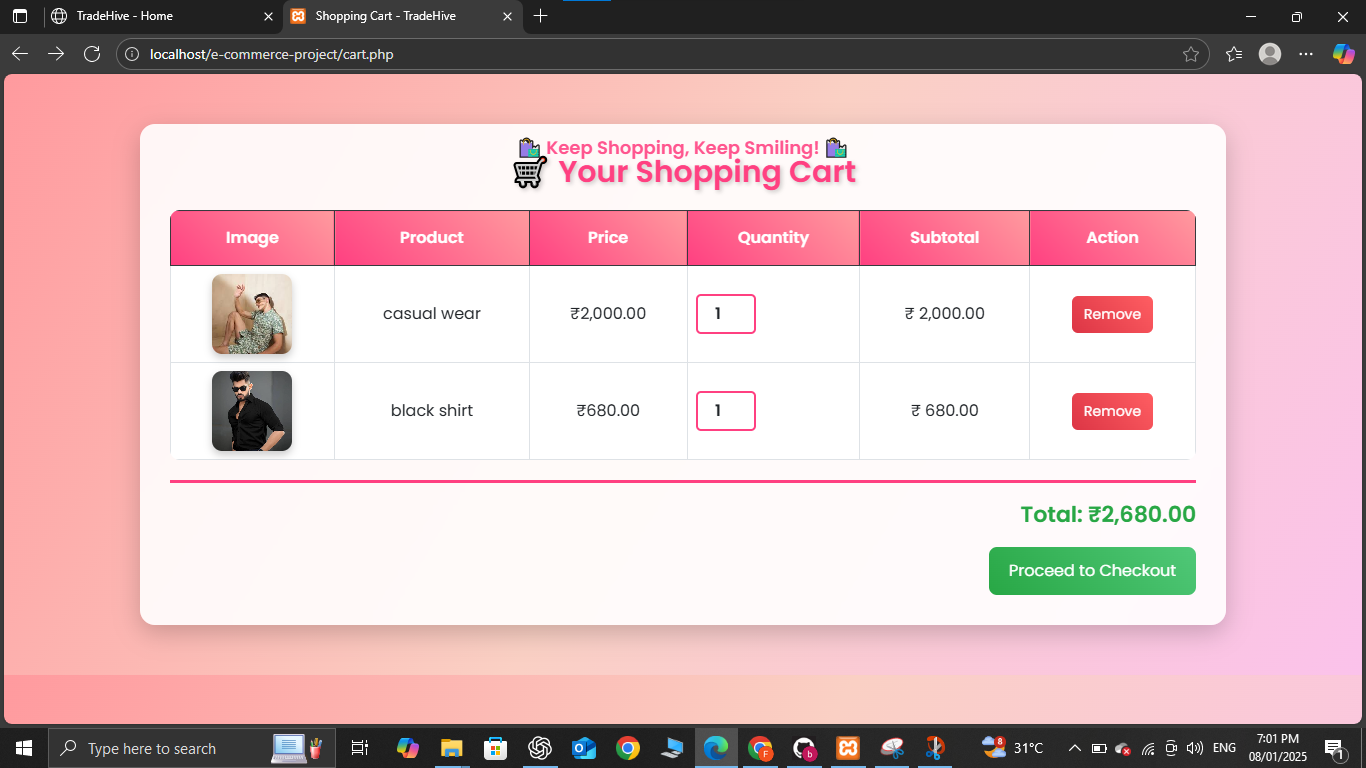 TradeHive - Home
Shopping Cart - TradeHive
localhost/e-commerce-project/cart.php
Keep Shopping, Keep Smiling!
Your Shopping Cart
Image Product Price Quantity Subtotal Action
casual wear ₹2,000.00 1 ₹ 2,000.00 Remove
black shirt ₹680.00 1 ₹ 680.00 Remove
Total: ₹2,680.00
Proceed to Checkout
Type here to search
8
31°C
ENG
7:01 PM
08/01/2025
1
F
b